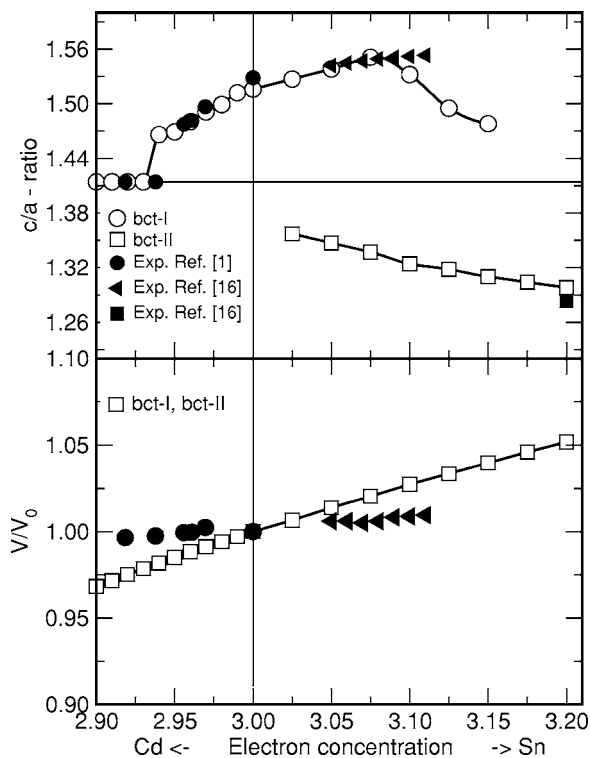 1.56
1.50
1.44
1.38
1.32
1.26
1.10
c/a - ratio
bct-I
bct-II
Exp. Ref. [1]
Exp. Ref. [16]
Exp. Ref. [16]
1.05
1.00
0.95
0.90
V/V0
bct-I, bct-II
2.90 2.95 3.00 3.05 3.10 3.15 3.20
Cd <- Electron concentration -> Sn